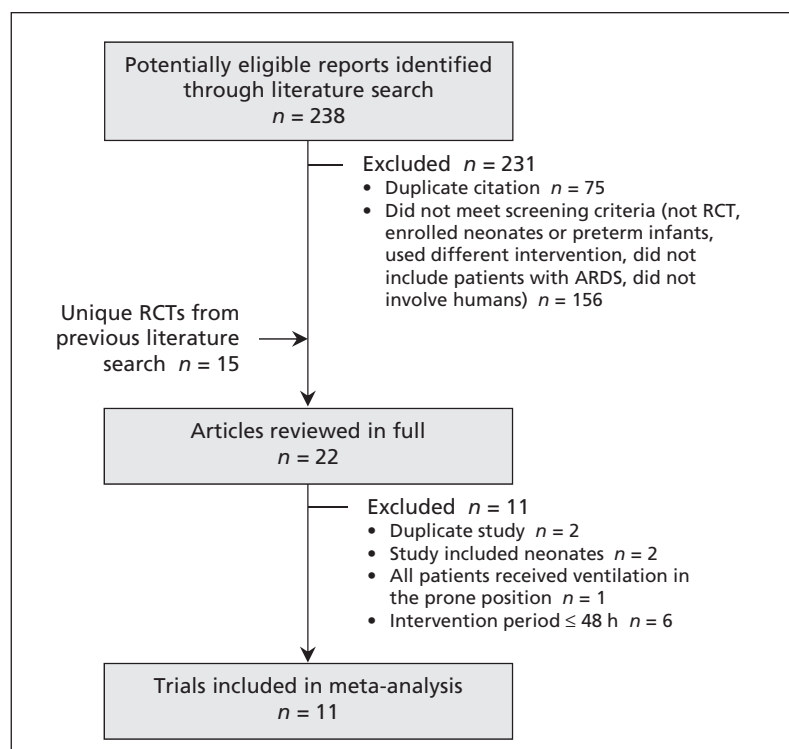 Potentially eligible reports identified
through literature search
n = 238
Excluded n = 231
• Duplicate citation n = 75
• Did not meet screening criteria (not RCT,
enrolled neonates or preterm infants,
used different intervention, did not
include patients with ARDS, did not
involve humans) n = 156
Unique RCTs from
previous literature
search n = 15
Articles reviewed in full
n = 22
Excluded n = 11
• Duplicate study n = 2
• Study included neonates n = 2
• All patients received ventilation in
the prone position n = 1
• Intervention period ≤ 48 h n = 6
Trials included in meta-analysis
n = 11